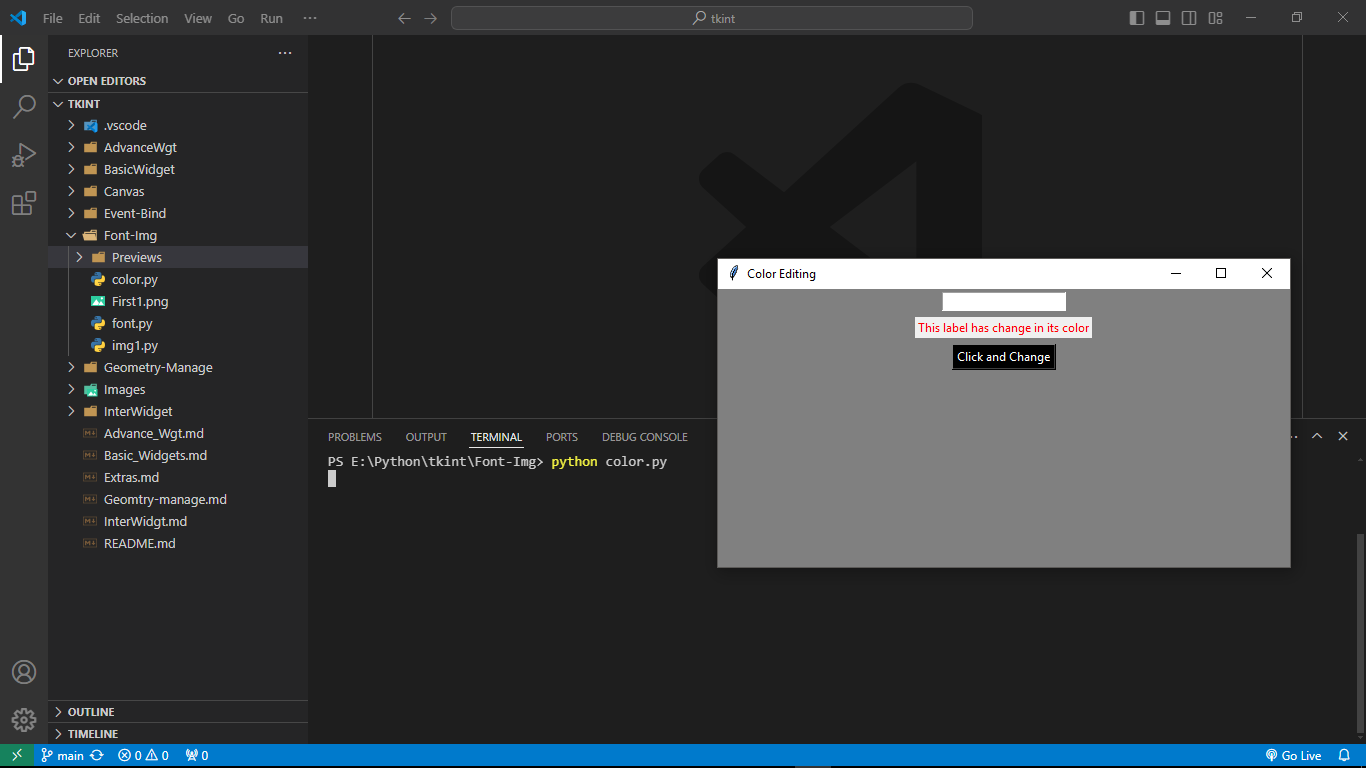 File Edit Selection View Go Run ···
tkint
EXPLORER ···
OPEN EDITORS
TKINT
.vscode
AdvanceWgt
BasicWidget
Canvas
Event-Bind
Font-Img
Previews
color.py
First1.png
font.py
img1.py
Geometry-Manage
Images
InterWidget
Advance_Wgt.md
Basic_Widgets.md
Extras.md
Geomtry-manage.md
InterWidgt.md
README.md
OUTLINE
TIMELINE
Color Editing
This label has change in its color
Click and Change
PROBLEMS OUTPUT TERMINAL PORTS DEBUG CONSOLE
PS E:\Python\tkint\Font-Img> python color.py
main 0 0 0 Go Live